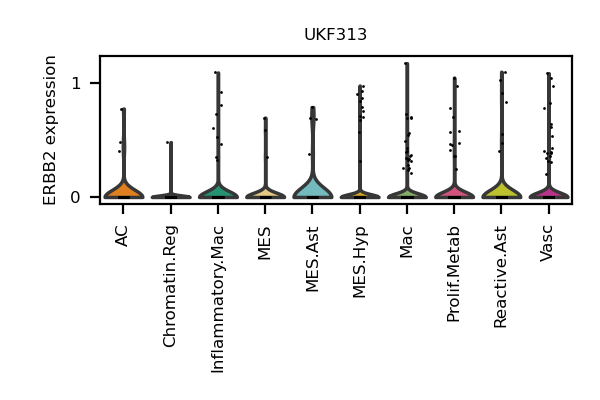 UKF313
ERBB2 expression
1
0
AC
Chromatin.Reg
Inflammatory.Mac
MES
MES.Ast
MES.Hyp
Mac
Prolif.Metab
Reactive.Ast
Vasc